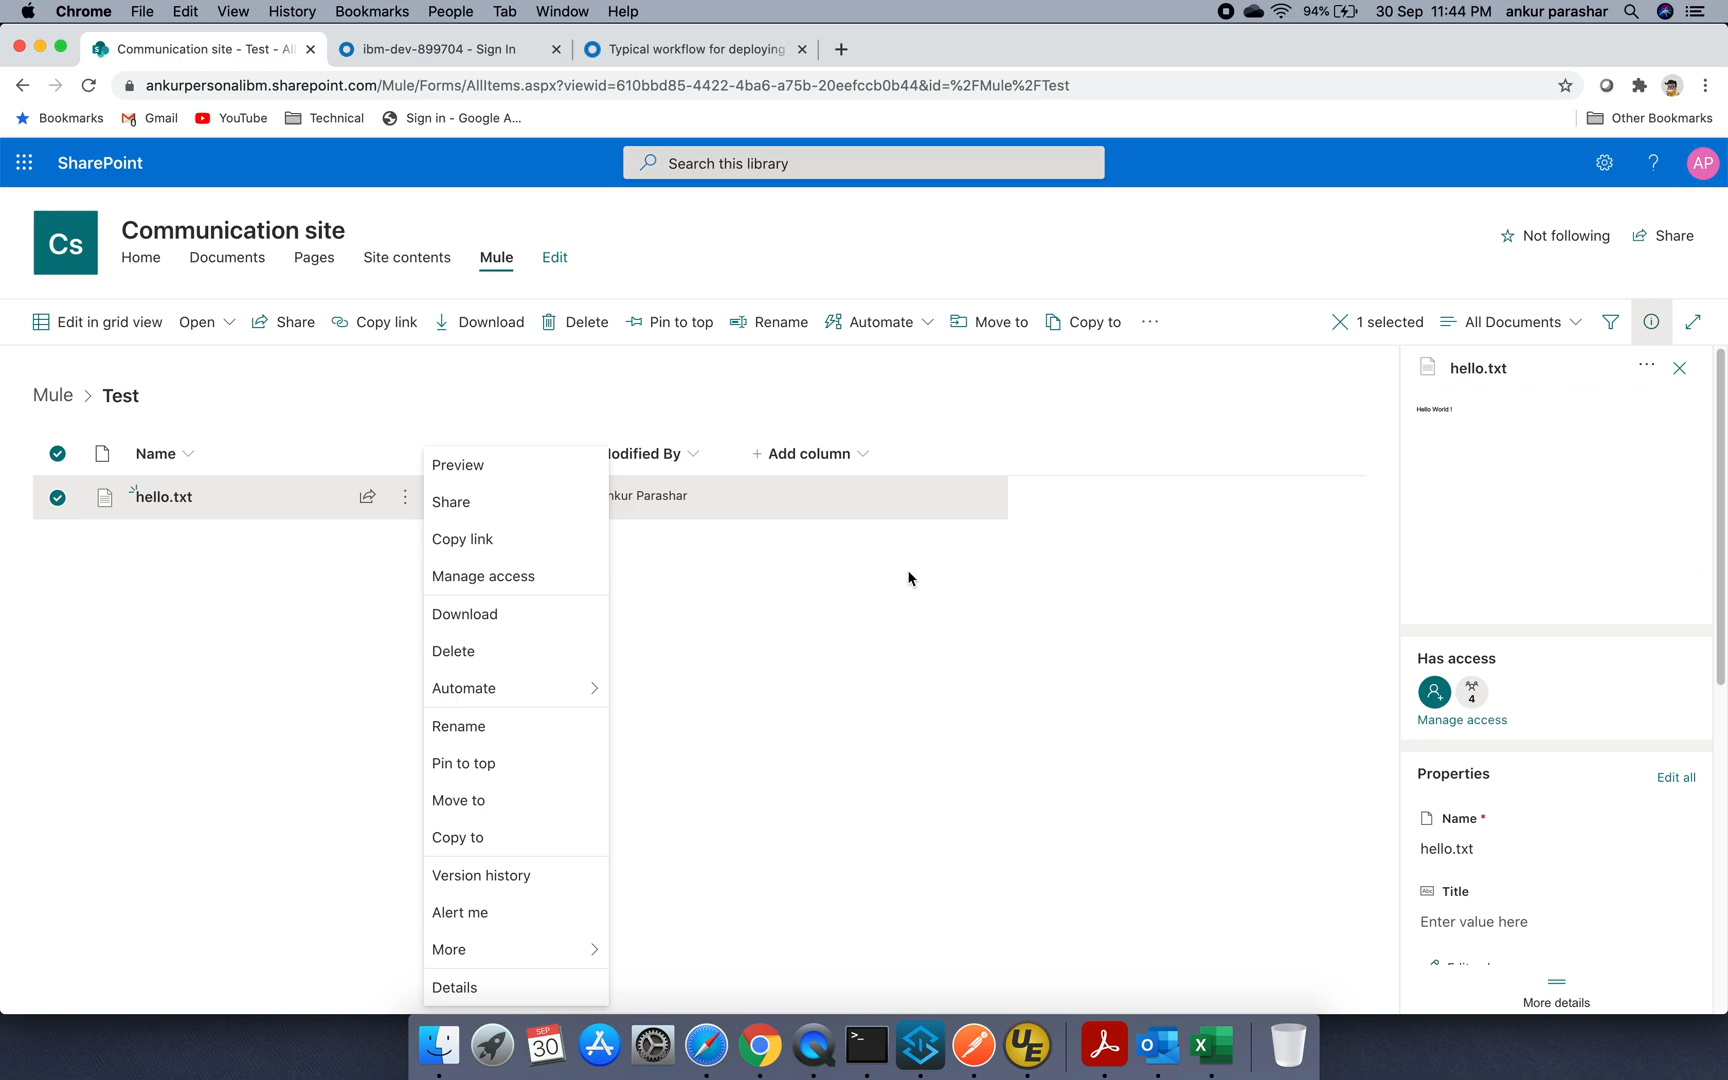 Chrome File Edit View History Bookmarks People Tab Window Help 94% 30 Sep 11:44 PM ankur parashar
Communication site - Test - Al ibm-dev-899704 - Sign In Typical workflow for deploying
ankurpersonalibm.sharepoint.com/Mule/Forms/AllItems.aspx?viewid=610bbd85-4422-4ba6-a75b-20eefccb0b44&id=%2FMule%2FTest
Bookmarks Gmail YouTube Technical Sign in - Google A... Other Bookmarks
SharePoint Search this library ? AP
Cs Communication site
Home Documents Pages Site contents Mule Edit Not following Share
Edit in grid view Open Share Copy link Download Delete Pin to top Rename Automate Move to Copy to ... 1 selected All Documents
Mule > Test
Name odified By + Add column
hello.txt nkur Parashar
Preview
Share
Copy link
Manage access
Download
Delete
Automate
Rename
Pin to top
Move to
Copy to
Version history
Alert me
More
Details
hello.txt ...
Hello World !
Has access
4
Manage access
Properties Edit all
Name *
hello.txt
Abc Title
Enter value here
More details
SEP
30
>_
UE
O
X